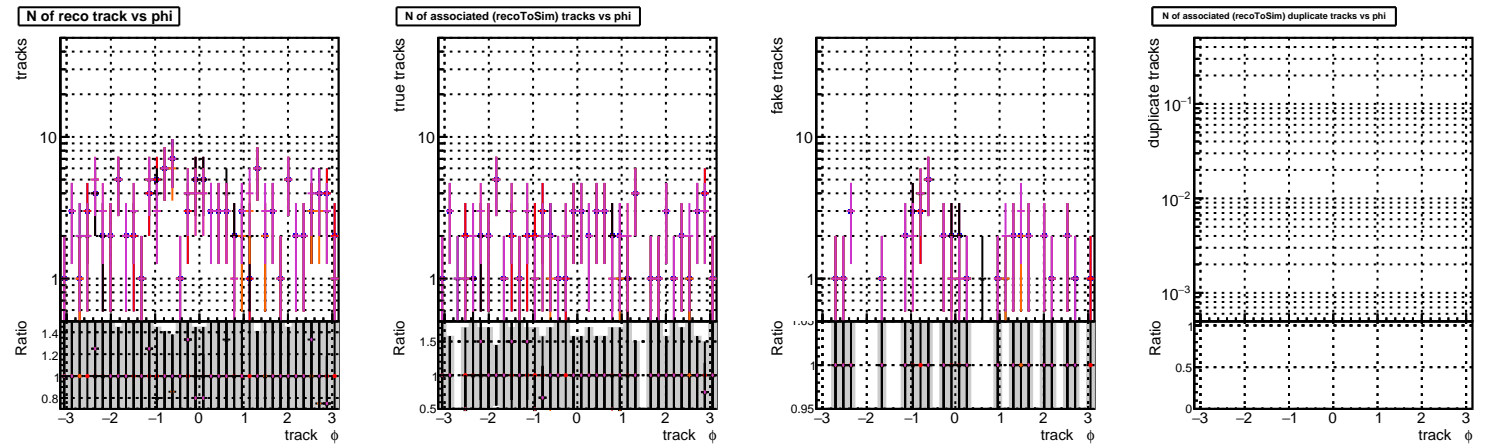 N of reco track vs phi
tracks
10
1
Ratio
1.4
1.2
1
0.8
−3 −2 −1 0 1 2 3
track φ
N of associated (recoToSim) tracks vs phi
true tracks
10
1
Ratio
1.5
1
0.5
−3 −2 −1 0 1 2 3
track φ
fake tracks
10
1
Ratio
1.05
1
0.95
−3 −2 −1 0 1 2 3
track φ
N of associated (recoToSim) duplicate tracks vs phi
duplicate tracks
10−1
10−2
10−3
Ratio
1
0.5
0
−3 −2 −1 0 1 2 3
track φ